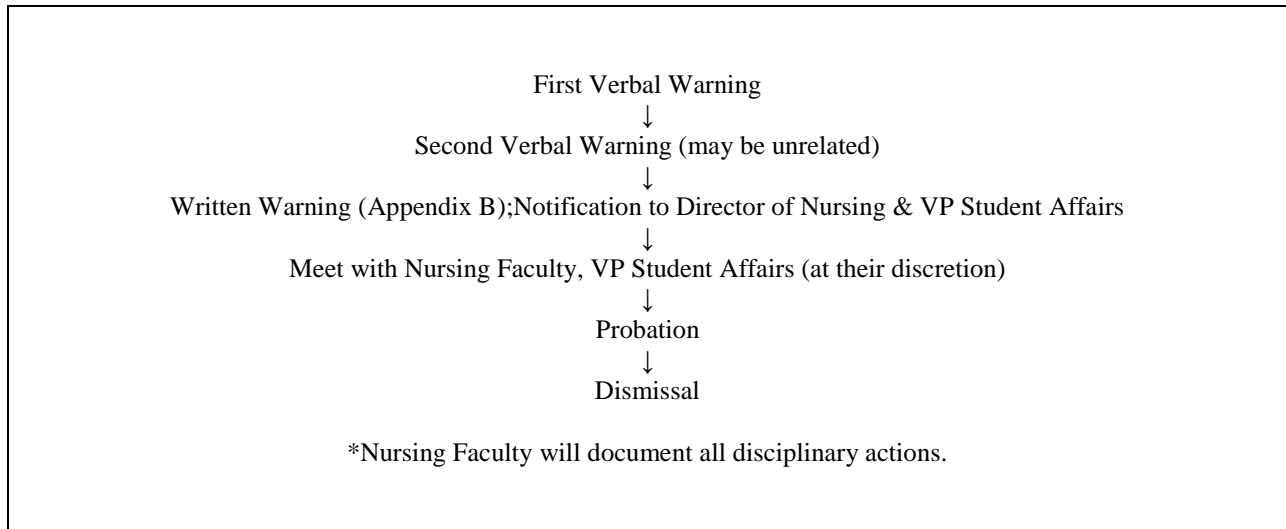 First Verbal Warning
↓
Second Verbal Warning (may be unrelated)
↓
Written Warning (Appendix B);Notification to Director of Nursing & VP Student Affairs
↓
Meet with Nursing Faculty, VP Student Affairs (at their discretion)
↓
Probation
↓
Dismissal
*Nursing Faculty will document all disciplinary actions.